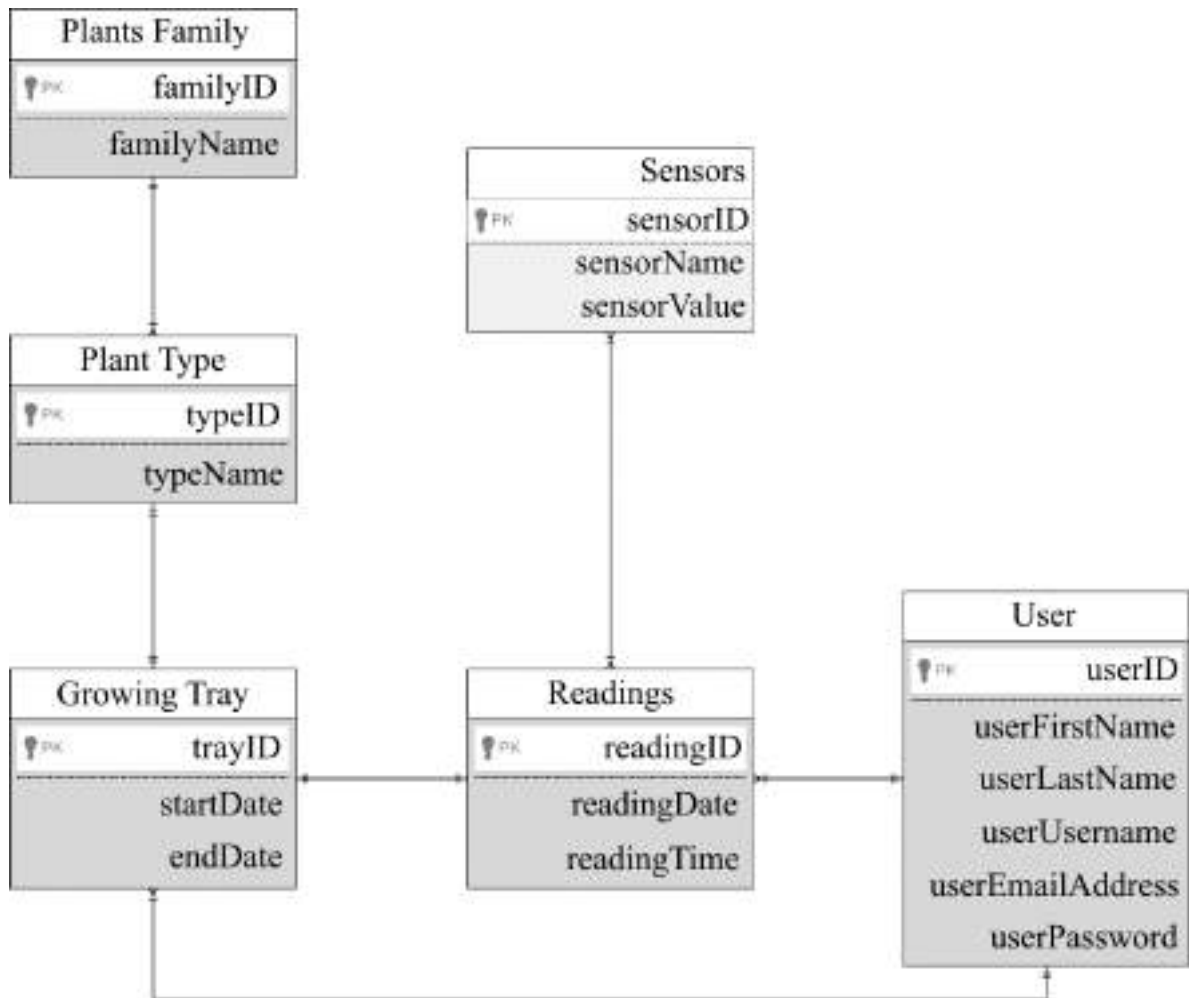 Plants Family
PK familyID
familyName
Sensors
PK sensorID
sensorName
sensorValue
Plant Type
PK typeID
typeName
Growing Tray
PK trayID
startDate
endDate
Readings
PK readingID
readingDate
readingTime
User
PK userID
userFirstName
userLastName
userUsername
userEmailAddress
userPassword